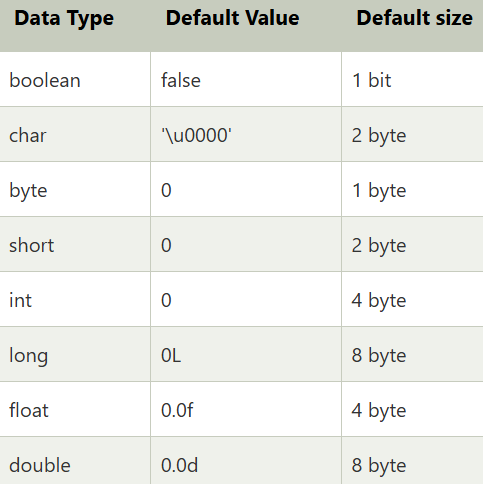 Data Type Default Value Default size
boolean false 1 bit
char '\u0000' 2 byte
byte 0 1 byte
short 0 2 byte
int 0 4 byte
long 0L 8 byte
float 0.0f 4 byte
double 0.0d 8 byte